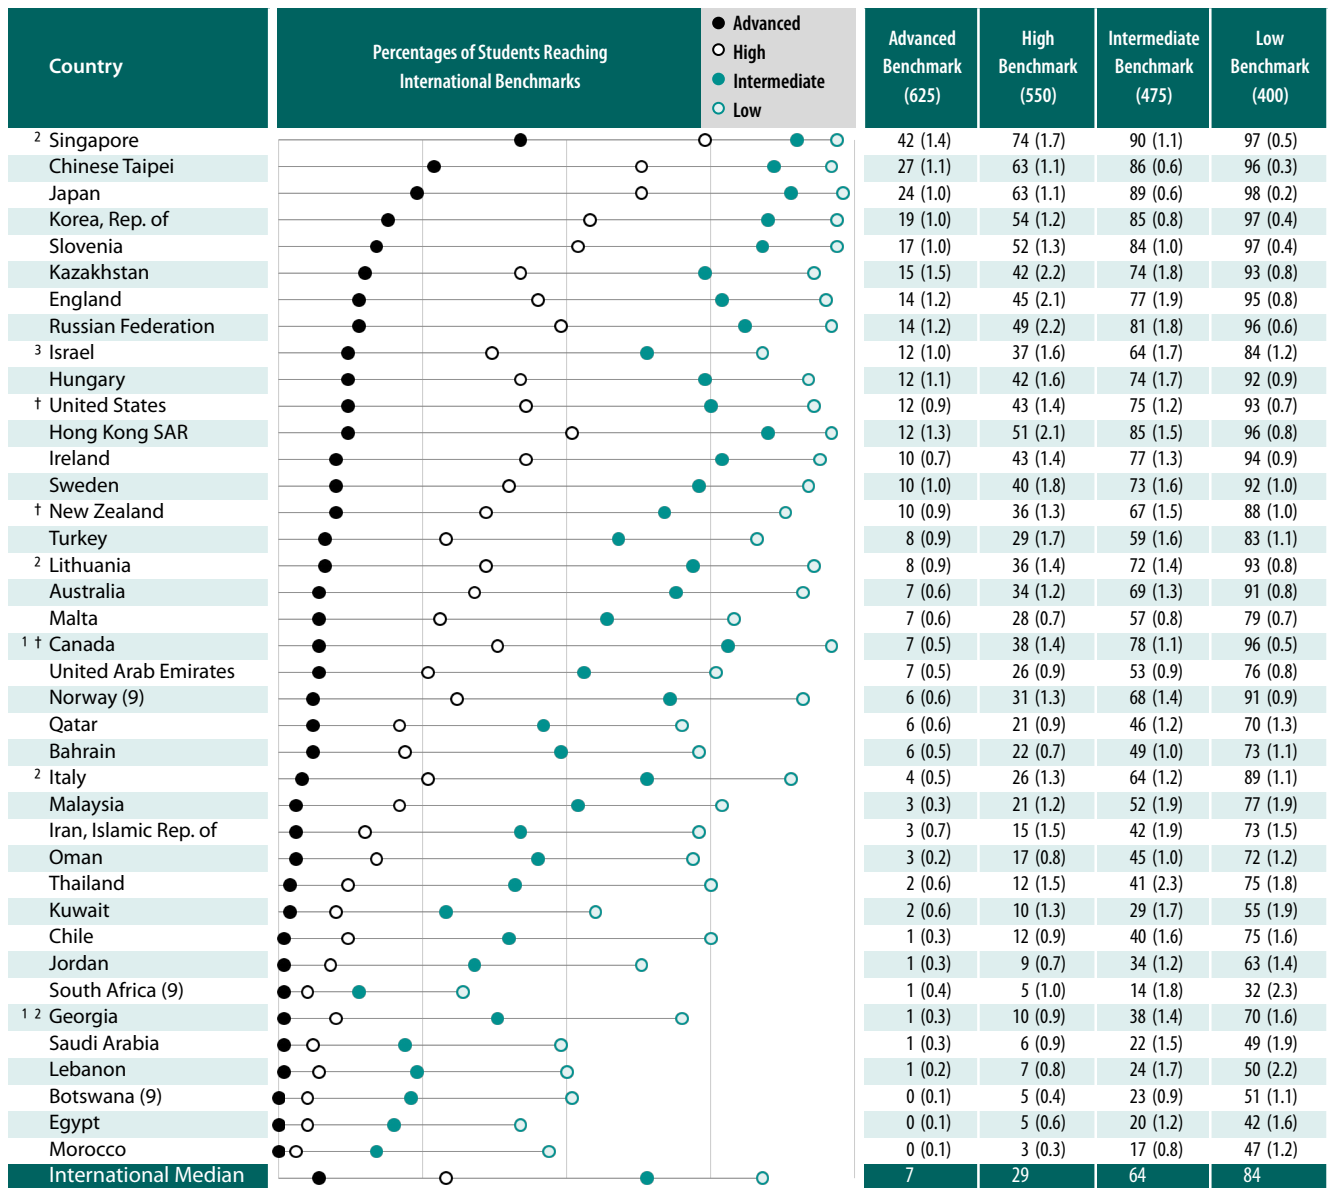 Country
Percentages of Students Reaching
International Benchmarks
Advanced
High
Intermediate
Low
Advanced Benchmark (625)
High Benchmark (550)
Intermediate Benchmark (475)
Low Benchmark (400)
2 Singapore 42 (1.4) 74 (1.7) 90 (1.1) 97 (0.5)
Chinese Taipei 27 (1.1) 63 (1.1) 86 (0.6) 96 (0.3)
Japan 24 (1.0) 63 (1.1) 89 (0.6) 98 (0.2)
Korea, Rep. of 19 (1.0) 54 (1.2) 85 (0.8) 97 (0.4)
Slovenia 17 (1.0) 52 (1.3) 84 (1.0) 97 (0.4)
Kazakhstan 15 (1.5) 42 (2.2) 74 (1.8) 93 (0.8)
England 14 (1.2) 45 (2.1) 77 (1.9) 95 (0.8)
Russian Federation 14 (1.2) 49 (2.2) 81 (1.8) 96 (0.6)
3 Israel 12 (1.0) 37 (1.6) 64 (1.7) 84 (1.2)
Hungary 12 (1.1) 42 (1.6) 74 (1.7) 92 (0.9)
† United States 12 (0.9) 43 (1.4) 75 (1.2) 93 (0.7)
Hong Kong SAR 12 (1.3) 51 (2.1) 85 (1.5) 96 (0.8)
Ireland 10 (0.7) 43 (1.4) 77 (1.3) 94 (0.9)
Sweden 10 (1.0) 40 (1.8) 73 (1.6) 92 (1.0)
† New Zealand 10 (0.9) 36 (1.3) 67 (1.5) 88 (1.0)
Turkey 8 (0.9) 29 (1.7) 59 (1.6) 83 (1.1)
2 Lithuania 8 (0.9) 36 (1.4) 72 (1.4) 93 (0.8)
Australia 7 (0.6) 34 (1.2) 69 (1.3) 91 (0.8)
Malta 7 (0.6) 28 (0.7) 57 (0.8) 79 (0.7)
1 † Canada 7 (0.5) 38 (1.4) 78 (1.1) 96 (0.5)
United Arab Emirates 7 (0.5) 26 (0.9) 53 (0.9) 76 (0.8)
Norway (9) 6 (0.6) 31 (1.3) 68 (1.4) 91 (0.9)
Qatar 6 (0.6) 21 (0.9) 46 (1.2) 70 (1.3)
Bahrain 6 (0.5) 22 (0.7) 49 (1.0) 73 (1.1)
2 Italy 4 (0.5) 26 (1.3) 64 (1.2) 89 (1.1)
Malaysia 3 (0.3) 21 (1.2) 52 (1.9) 77 (1.9)
Iran, Islamic Rep. of 3 (0.7) 15 (1.5) 42 (1.9) 73 (1.5)
Oman 3 (0.2) 17 (0.8) 45 (1.0) 72 (1.2)
Thailand 2 (0.6) 12 (1.5) 41 (2.3) 75 (1.8)
Kuwait 2 (0.6) 10 (1.3) 29 (1.7) 55 (1.9)
Chile 1 (0.3) 12 (0.9) 40 (1.6) 75 (1.6)
Jordan 1 (0.3) 9 (0.7) 34 (1.2) 63 (1.4)
South Africa (9) 1 (0.4) 5 (1.0) 14 (1.8) 32 (2.3)
1 2 Georgia 1 (0.3) 10 (0.9) 38 (1.4) 70 (1.6)
Saudi Arabia 1 (0.3) 6 (0.9) 22 (1.5) 49 (1.9)
Lebanon 1 (0.2) 7 (0.8) 24 (1.7) 50 (2.2)
Botswana (9) 0 (0.1) 5 (0.4) 23 (0.9) 51 (1.1)
Egypt 0 (0.1) 5 (0.6) 20 (1.2) 42 (1.6)
Morocco 0 (0.1) 3 (0.3) 17 (0.8) 47 (1.2)
International Median 7 29 64 84